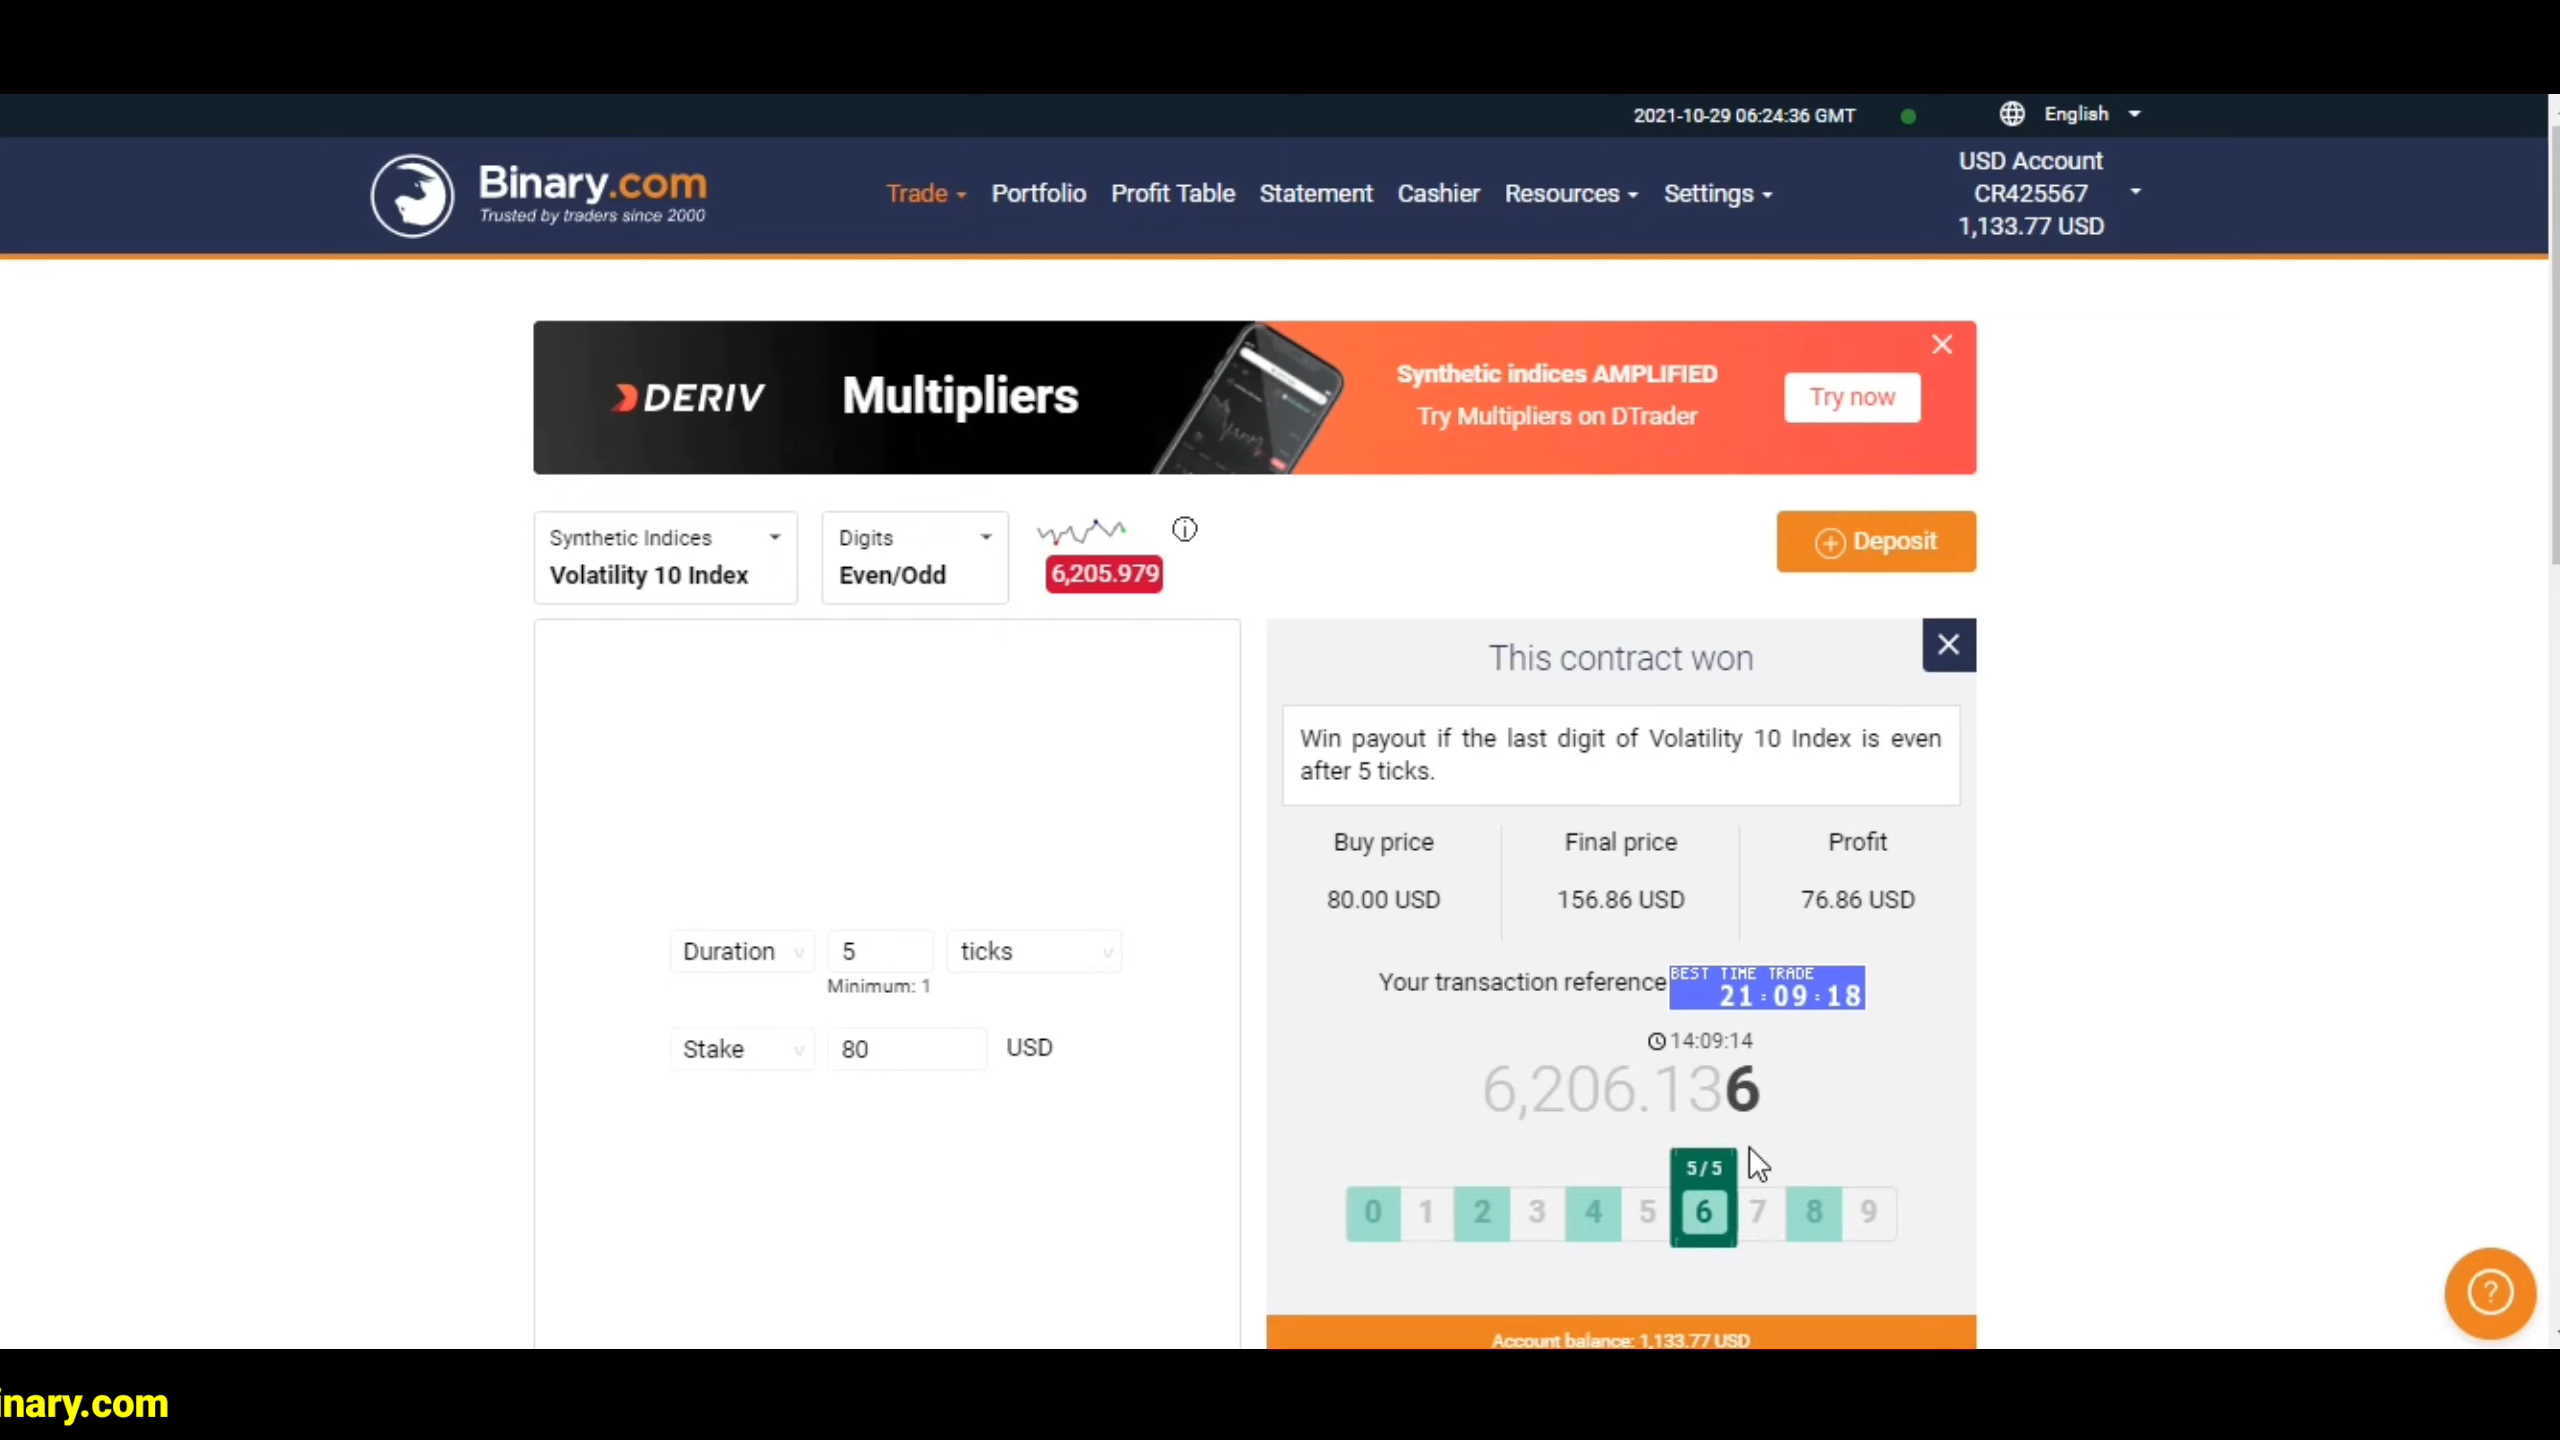 2021-10-29 06:24:36 GMT
English
Binary.com
Trusted by traders since 2000
Trade
Portfolio
Profit Table
Statement
Cashier
Resources
Settings
USD Account
CR425567
1,133.77 USD
DERIV
Multipliers
Synthetic indices AMPLIFIED
Try Multipliers on DTrader
Try now
Synthetic Indices
Volatility 10 Index
Digits
Even/Odd
6,205.979
Deposit
This contract won
Win payout if the last digit of Volatility 10 Index is even
after 5 ticks.
Buy price
Final price
Profit
80.00 USD
156.86 USD
76.86 USD
Duration
5
ticks
Minimum: 1
Stake
80
USD
Your transaction reference
BEST TIME TRADE
21:09:18
14:09:14
6,206.136
5/5
0 1 2 3 4 5 6 7 8 9
Account balance: 1,133.77 USD
inary.com